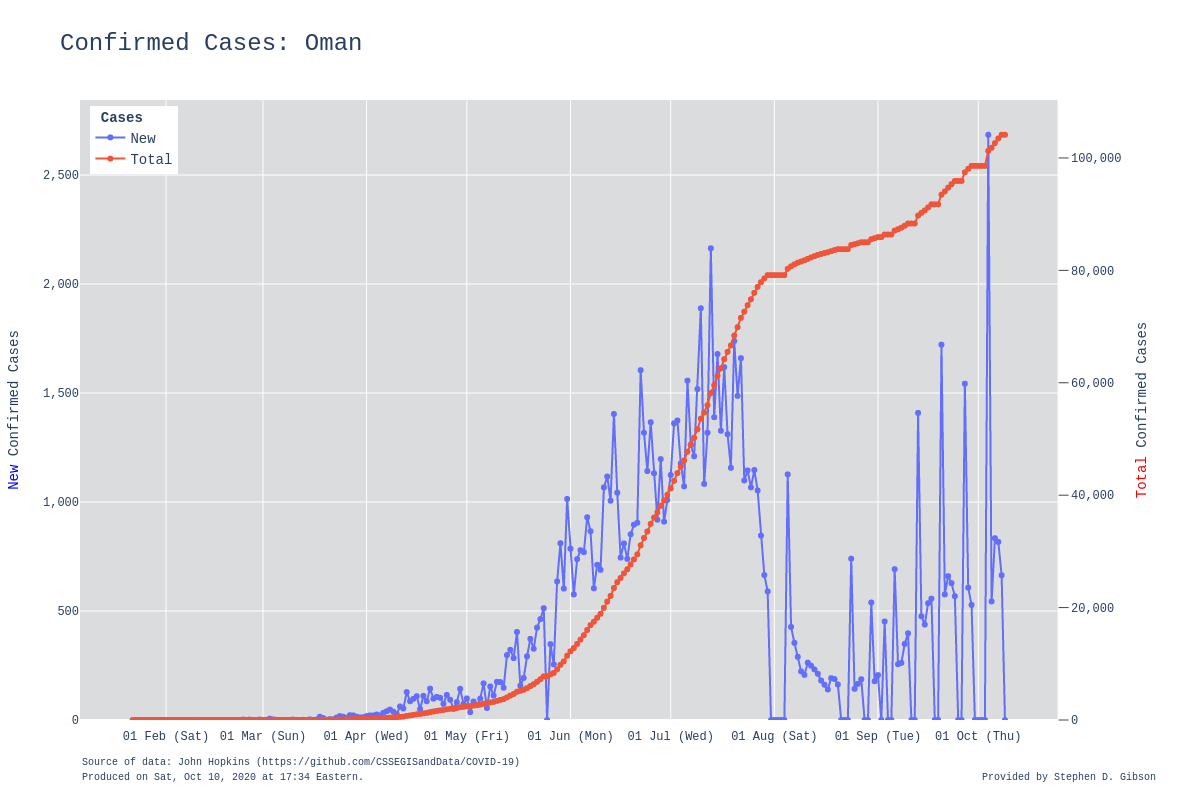 Confirmed Cases: Oman
Cases
New
Total
2,500
2,000
1,500
1,000
500
0
New Confirmed Cases
100,000
80,000
60,000
40,000
20,000
0
Total Confirmed Cases
01 Feb (Sat) 01 Mar (Sun) 01 Apr (Wed) 01 May (Fri) 01 Jun (Mon) 01 Jul (Wed) 01 Aug (Sat) 01 Sep (Tue) 01 Oct (Thu)
Source of data: John Hopkins (https://github.com/CSSEGISandData/COVID-19)
Produced on Sat, Oct 10, 2020 at 17:34 Eastern.
Provided by Stephen D. Gibson